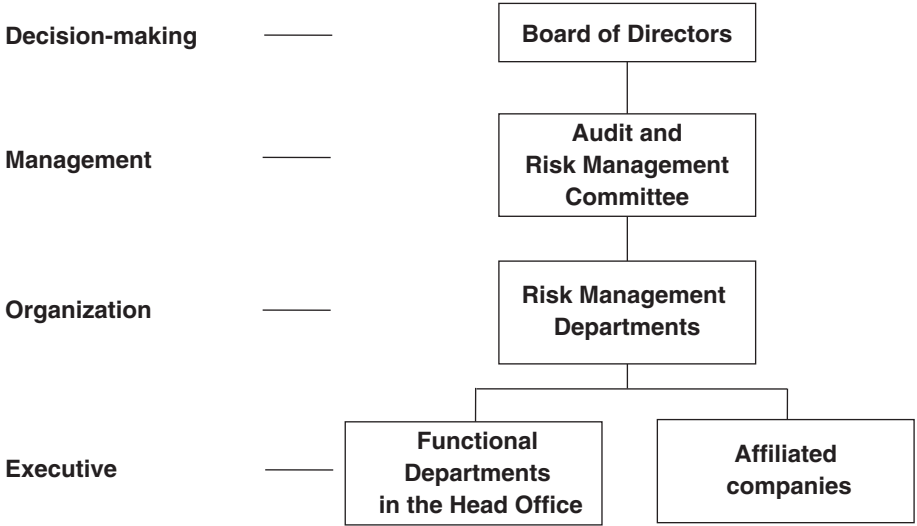 Decision-making
Board of Directors
Management
Audit and
Risk Management
Committee
Organization
Risk Management
Departments
Executive
Functional
Departments
in the Head Office
Affiliated
companies